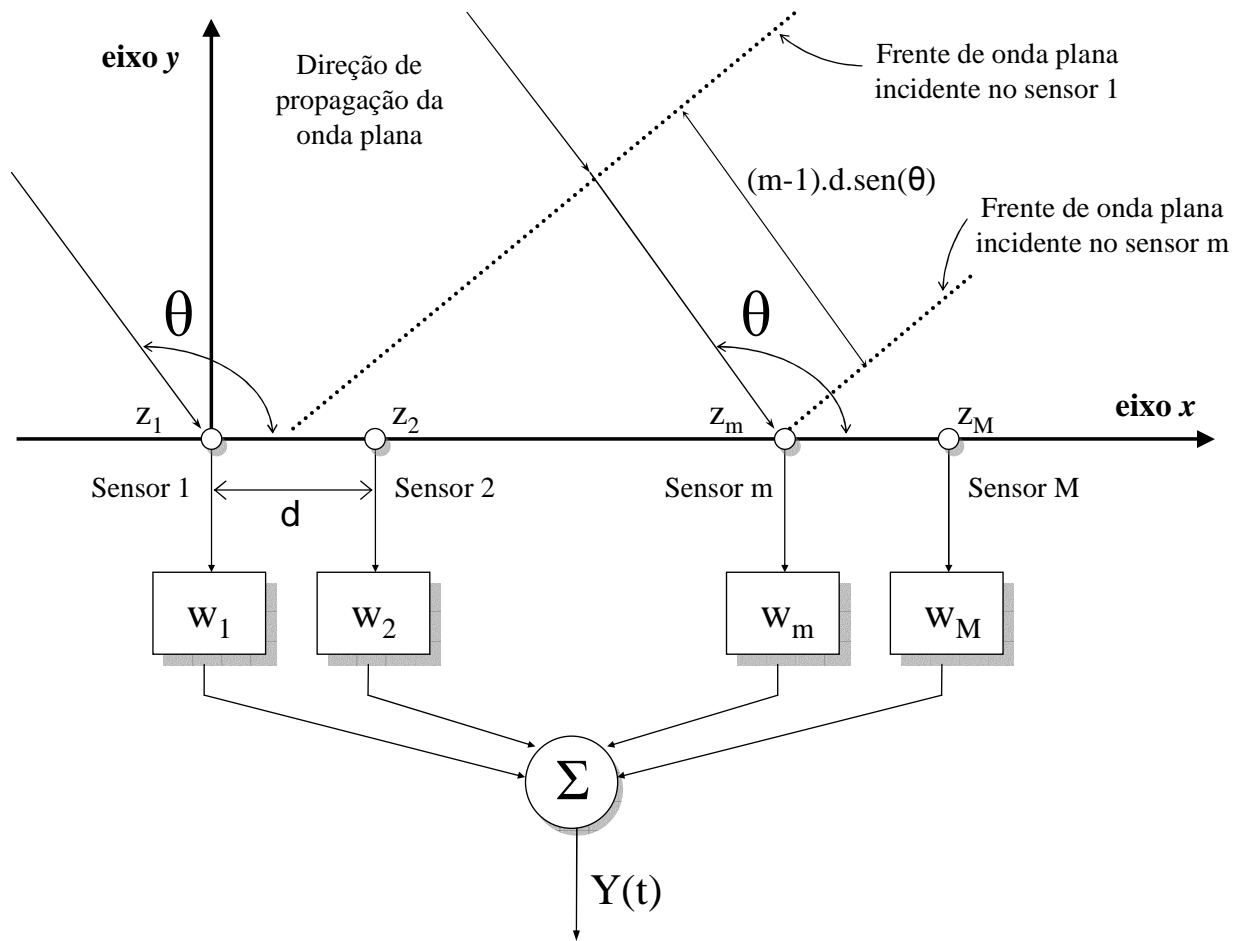 eixo y
Direção de
propagação da
onda plana
Frente de onda plana
incidente no sensor 1
(m-1).d.sen(θ)
Frente de onda plana
incidente no sensor m
θ
θ
eixo x
z1
z2
zm
zM
Sensor 1
Sensor 2
Sensor m
Sensor M
d
w1
w2
wm
wM
Σ
Y(t)